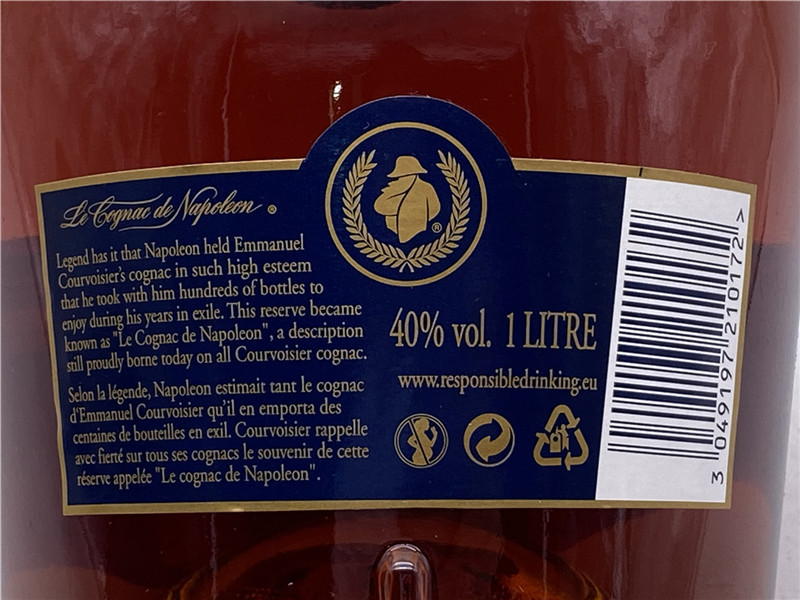 Le Cognac de Napoleon ®
Legend has it that Napoleon held Emmanuel
Courvoisier's cognac in such high esteem
that he took with him hundreds of bottles to
enjoy during his years in exile. This reserve became
known as "Le Cognac de Napoleon", a description
still proudly borne today on all Courvoisier cognac.
Selon la légende, Napoleon estimait tant le cognac
d'Emmanuel Courvoisier qu'il en emporta des
centaines de bouteilles en exil. Courvoisier rappelle
avec fierté sur tous ses cognacs le souvenir de cette
réserve appelée "Le cognac de Napoleon".
®
40% vol. 1 LITRE
www.responsibledrinking.eu
3 049197 210172 >